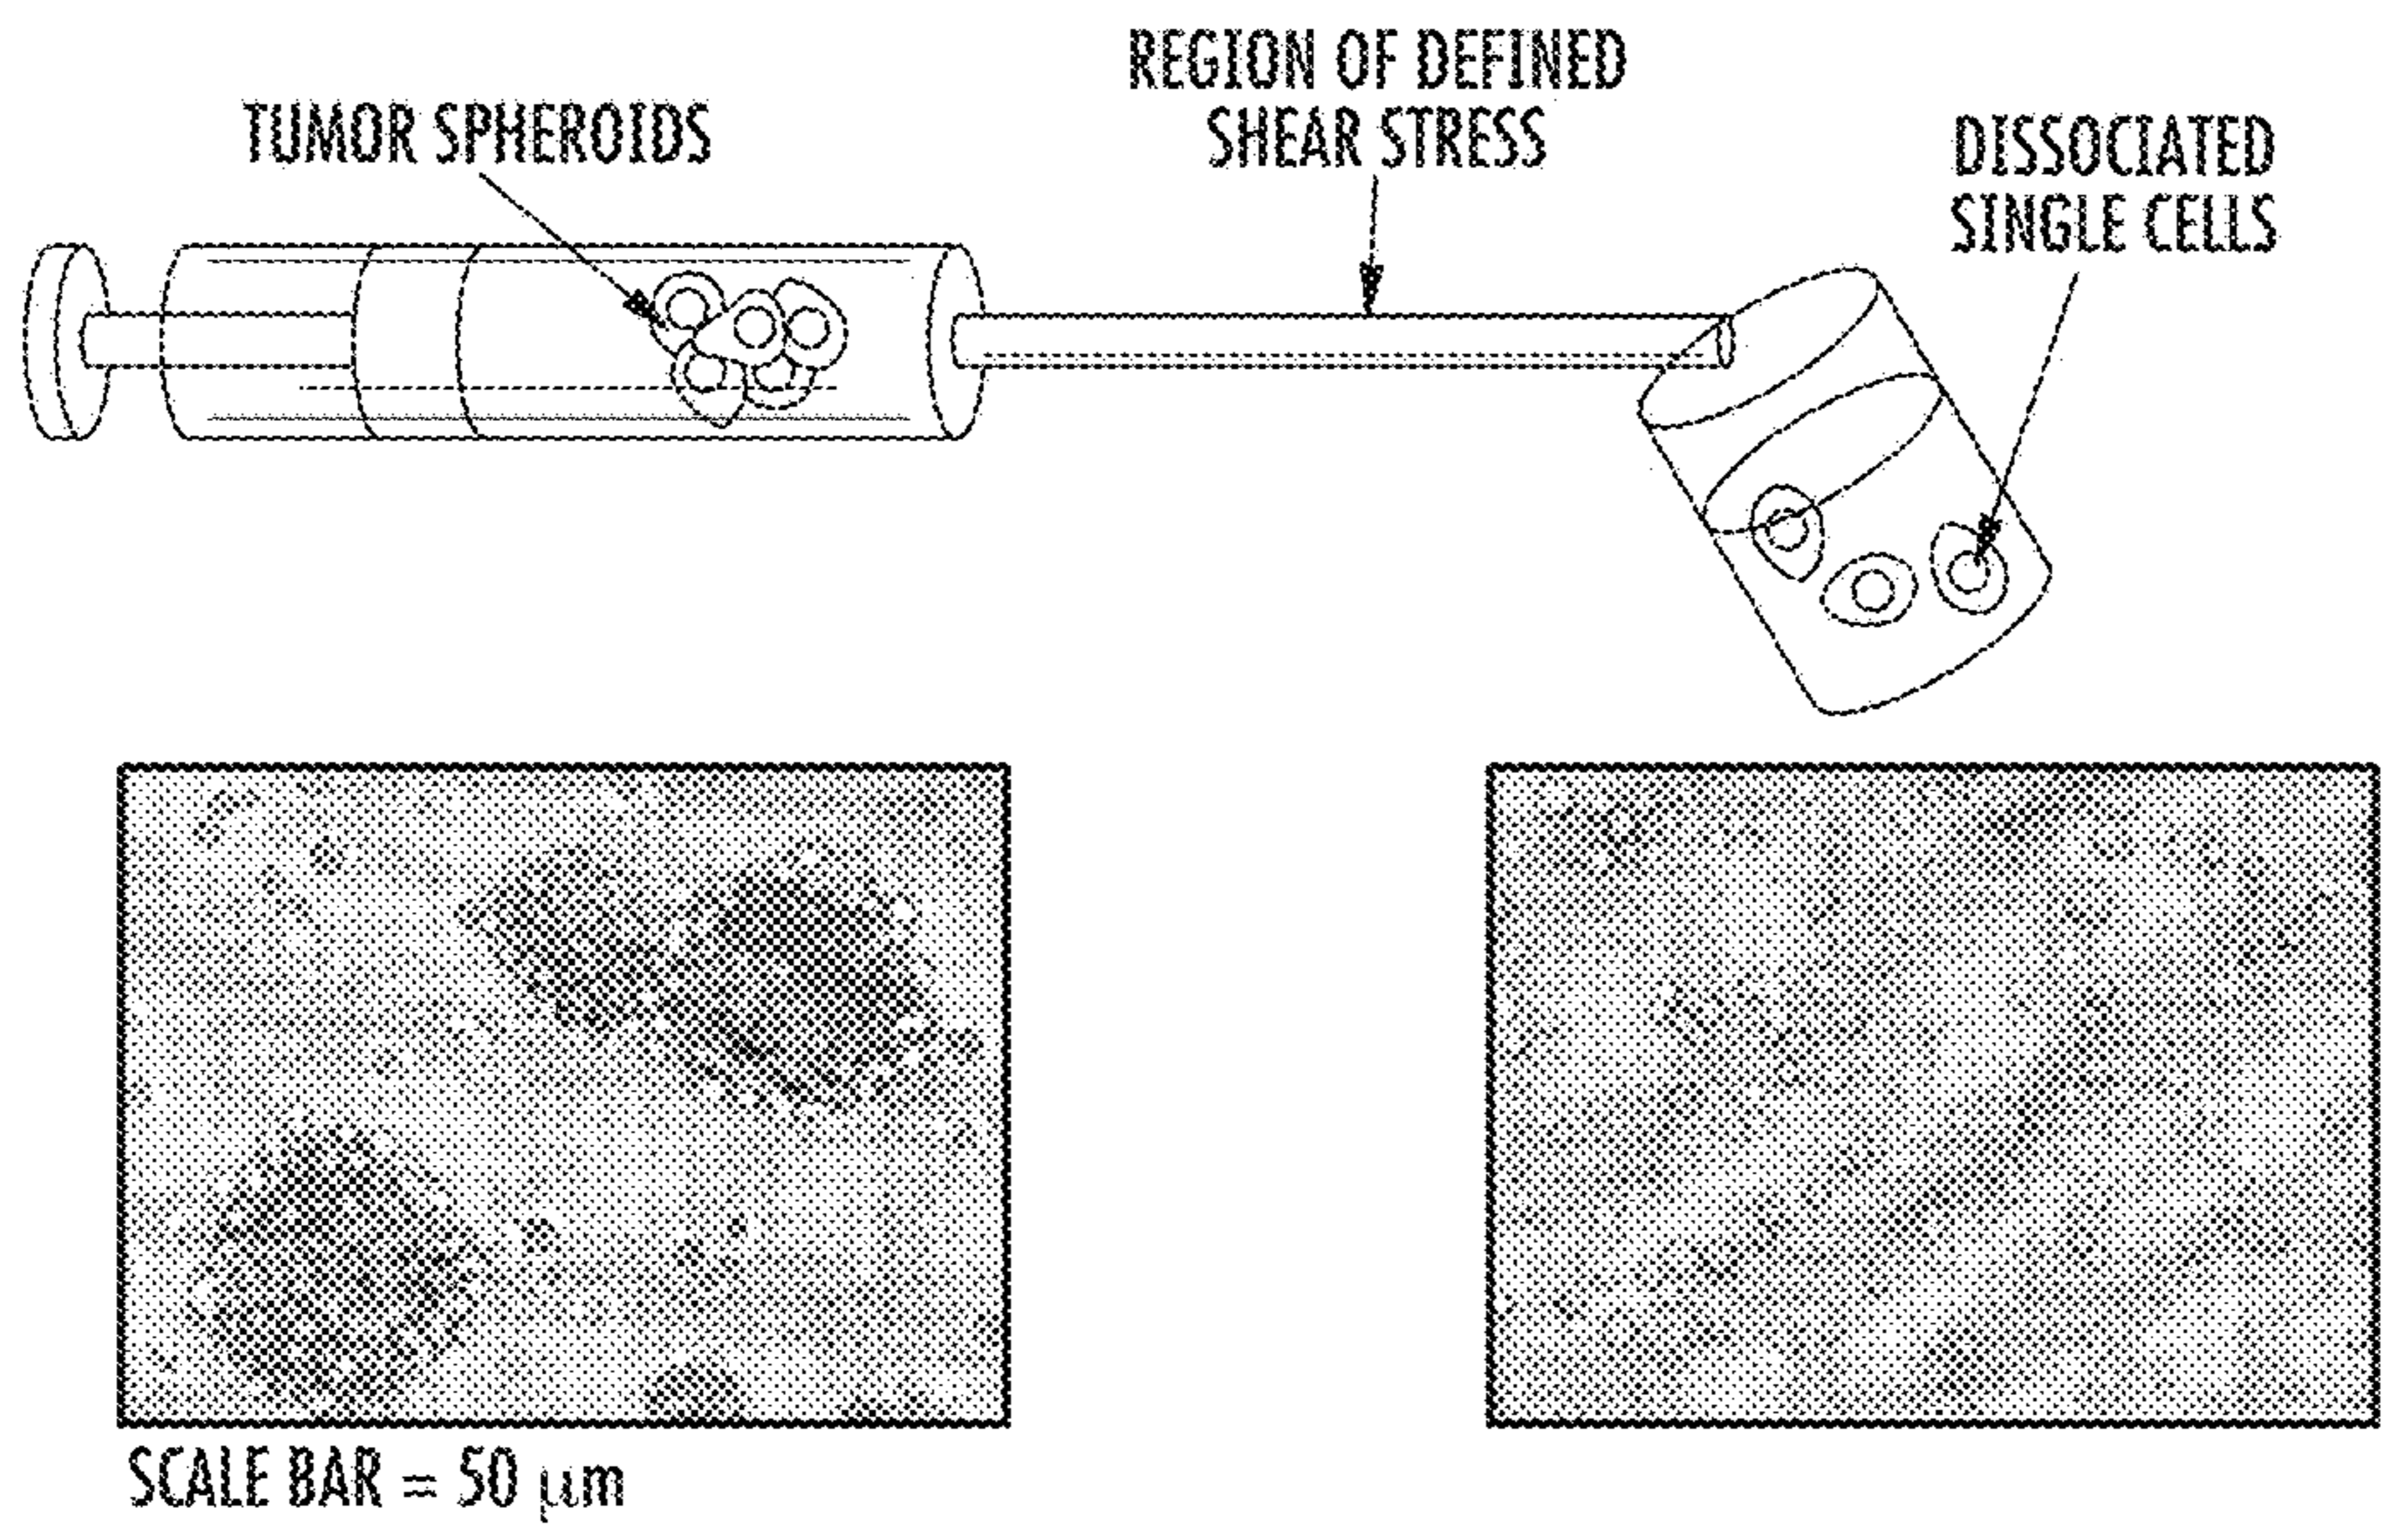 TUMOR SPHEROIDS
REGION OF DEFINED
SHEAR STRESS
DISSOCIATED
SINGLE CELLS
SCALE BAR = 50 μm